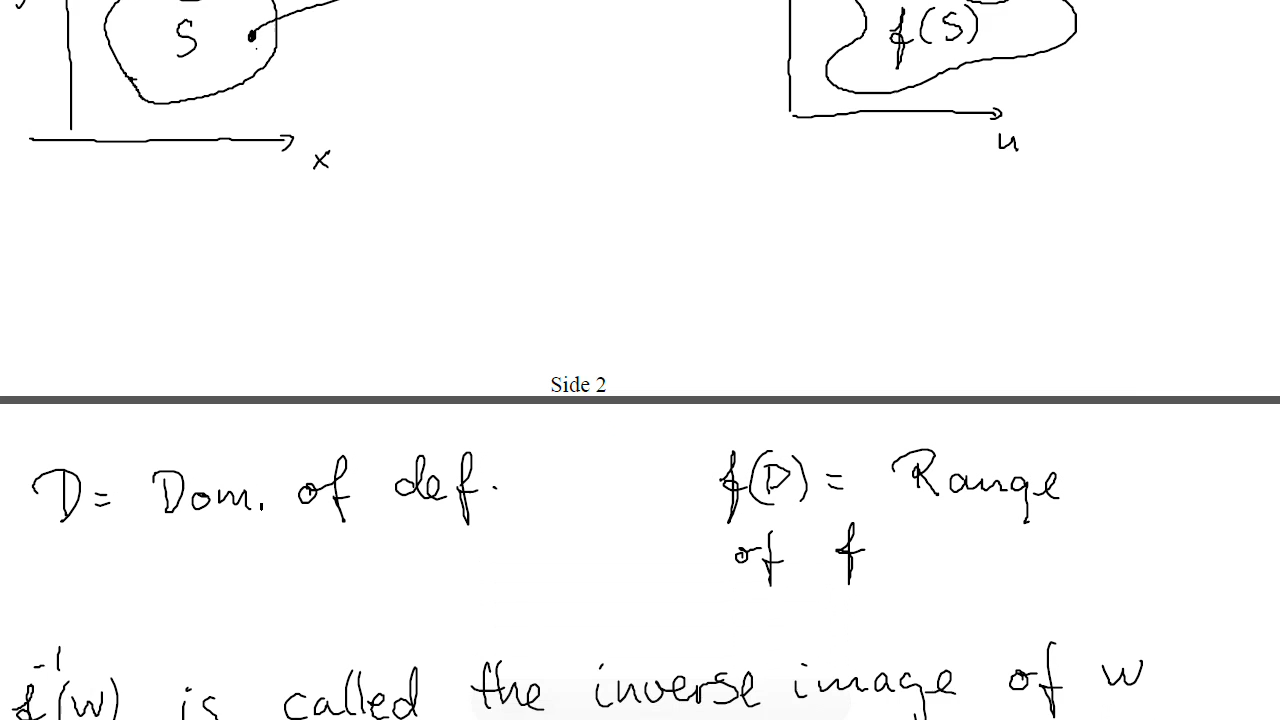 S
f(S)
x
u
Side 2
D = Dom. of def.
f(D) = Range
of f
f⁻¹(w) is called the inverse image of w